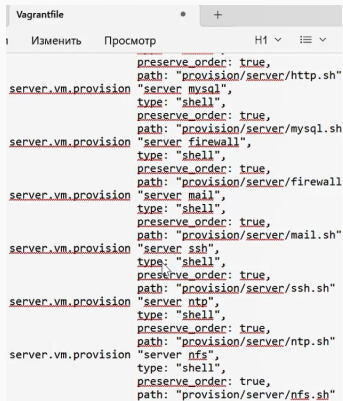 Vagrantfile
Изменить Просмотр H1
preserve_order: true,
path: "provision/server/http.sh"
server.vm.provision "server mysql",
type: "shell",
preserve_order: true,
path: "provision/server/mysql.sh
server.vm.provision "server firewall",
type: "shell",
preserve_order: true,
path: "provision/server/firewall
server.vm.provision "server mail",
type: "shell",
preserve_order: true,
path: "provision/server/mail.sh"
server.vm.provision "server ssh",
type: "shell",
preserve_order: true,
path: "provision/server/ssh.sh"
server.vm.provision "server ntp",
type: "shell",
preserve_order: true,
path: "provision/server/ntp.sh"
server.vm.provision "server nfs",
type: "shell",
preserve_order: true,
path: "provision/server/nfs.sh"